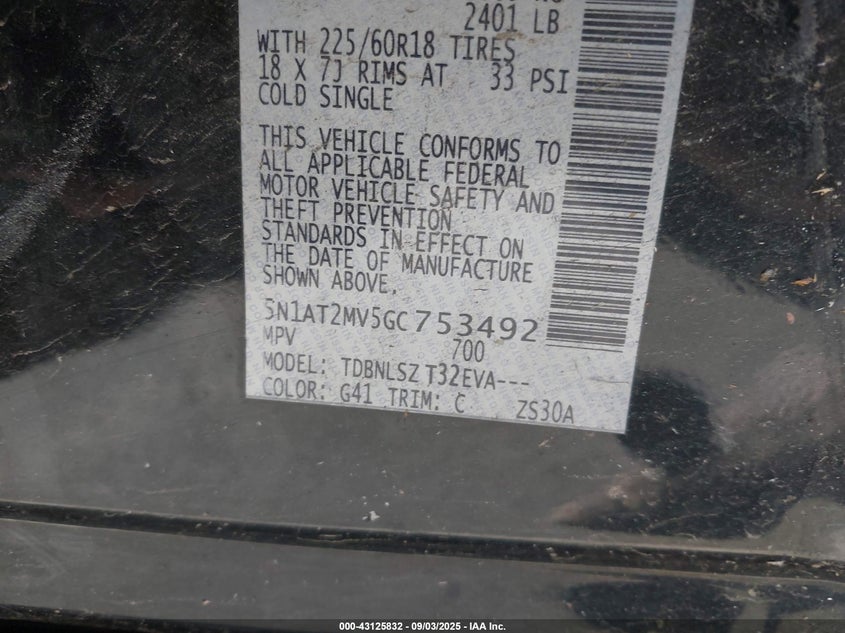 2401 LB
WITH 225/60R18 TIRES
18 X 7J RIMS AT 33 PSI
COLD SINGLE
THIS VEHICLE CONFORMS TO
ALL APPLICABLE FEDERAL
MOTOR VEHICLE SAFETY AND
THEFT PREVENTION
STANDARDS IN EFFECT ON
THE DATE OF MANUFACTURE
SHOWN ABOVE.
5N1AT2MV5GC753492
MPV 700
MODEL: TDBNLSZ T32EVA---
COLOR: G41 TRIM: C ZS30A
000-43125832 - 09/03/2025 - IAA Inc.